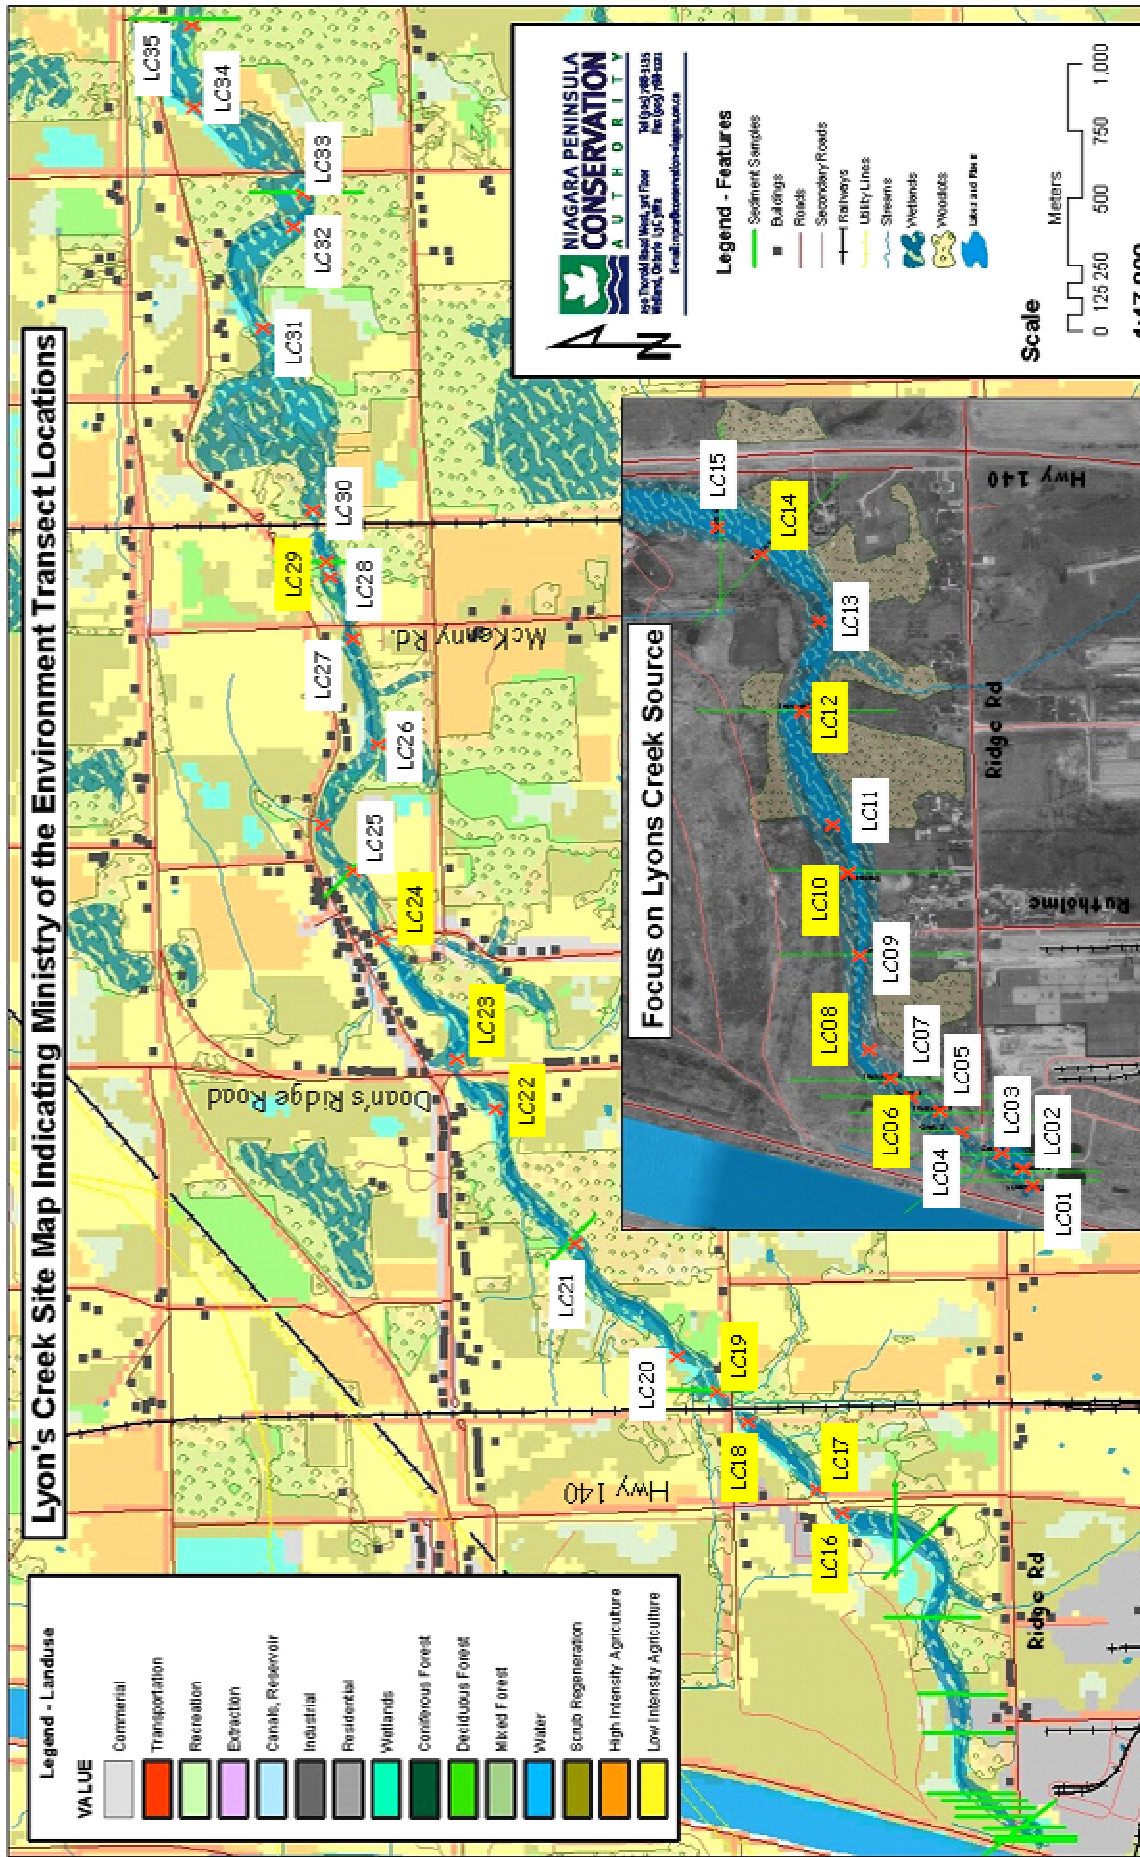 Lyon's Creek Site Map Indicating Ministry of the Environment Transect Locations
Legend - Landuse
VALUE
Commerial
Transportation
Recreation
Extraction
Canals, Reservoir
Industrial
Residential
Wetlands
Coniferous Forest
Deciduous Forest
Mixed Forest
Water
Scrub Regeneration
High Intensity Agriculture
Low Intensity Agriculture
NIAGARA PENINSULA
CONSERVATION
AUTHORITY
N
Legend - Features
Sediment Samples
Buildings
Roads
Secondary Roads
Railways
Utility Lines
Streams
Wetlands
Woodlots
Scale
Meters
0 125 250 500 750 1,000
LC16
LC17
LC18
LC19
LC20
LC21
LC22
LC23
LC24
LC25
LC26
LC27
LC28
LC29
LC30
LC31
LC32
LC33
LC34
LC35
Hwy 140
Doan's Ridge Road
McKenny Rd.
Ridge Rd
Focus on Lyons Creek Source
LC01
LC02
LC03
LC04
LC05
LC06
LC07
LC08
LC09
LC10
LC11
LC12
LC13
LC14
LC15
Ridge Rd
Rutholme
Hwy 140